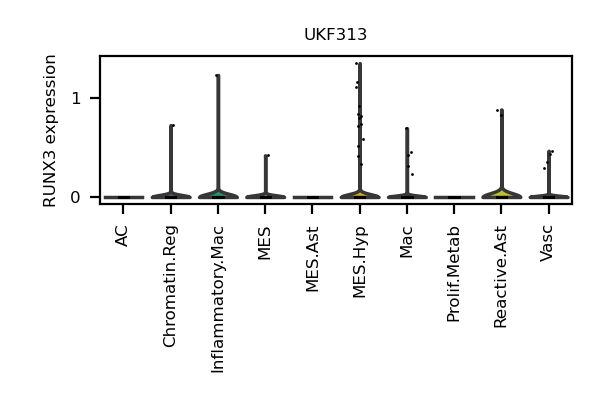 UKF313
RUNX3 expression
1
0
AC
Chromatin.Reg
Inflammatory.Mac
MES
MES.Ast
MES.Hyp
Mac
Prolif.Metab
Reactive.Ast
Vasc